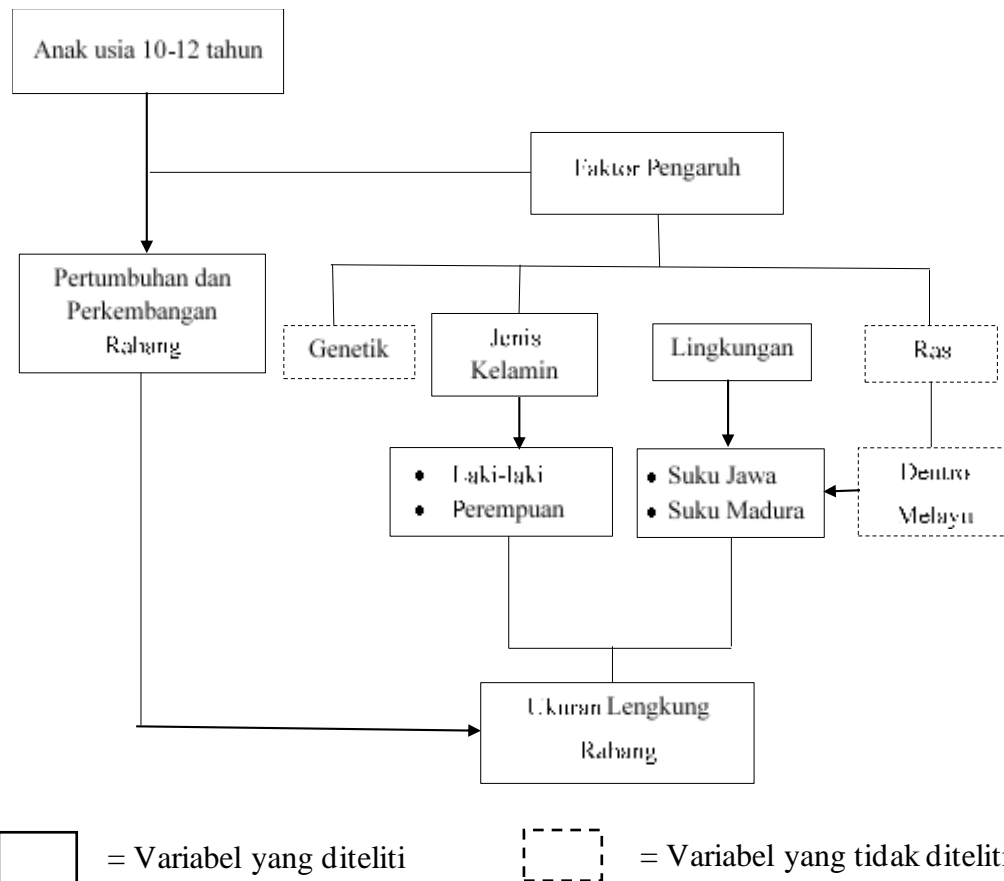 Anak usia 10-12 tahun
Faktor Pengaruh
Pertumbuhan dan
Perkembangan
Rahang
Genetik
Jenis
Kelamin
Lingkungan
Ras
• Laki-laki
• Perempuan
• Suku Jawa
• Suku Madura
Deutro
Melayu
Ukuran Lengkung
Rahang
= Variabel yang diteliti
= Variabel yang tidak diteliti